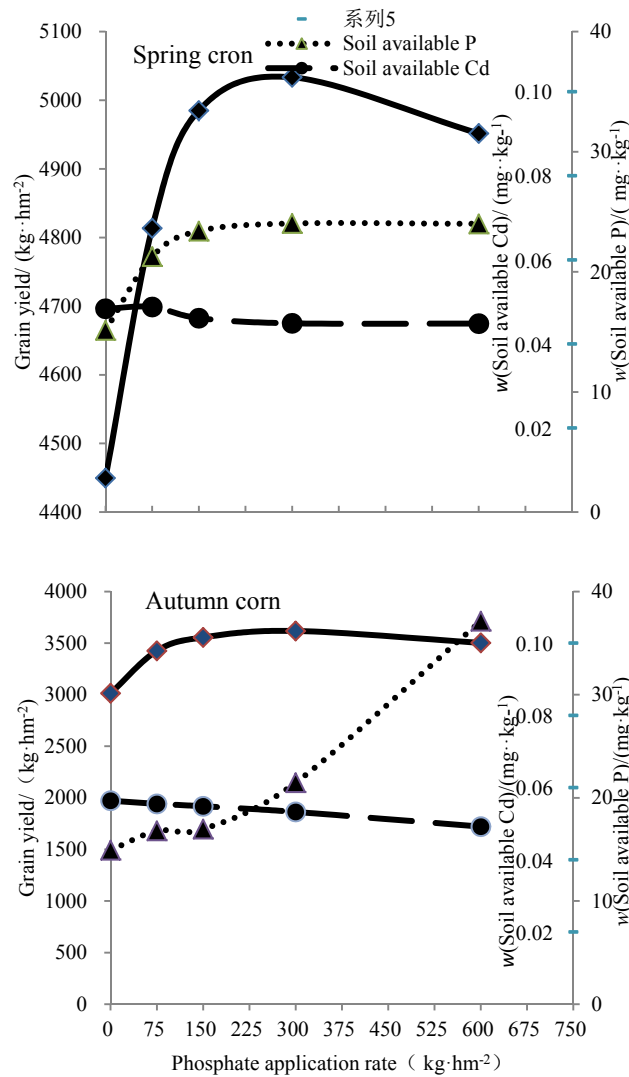 系列5
Soil available P
Soil available Cd
Spring cron
5100
5000
4900
4800
4700
4600
4500
4400
Grain yield/ (kg··hm-2)
0.10
0.08
0.06
0.04
0.02
w(Soil available Cd)/ (mg··kg-1)
40
30
20
10
0
w(Soil available P)/( mg··kg-1)
Autumn corn
4000
3500
3000
2500
2000
1500
1000
500
0
Grain yield/（kg·hm-2）
0.10
0.08
0.06
0.04
0.02
w(Soil available Cd)/(mg··kg-1)
40
30
20
10
0
w(Soil available P)/(mg·kg-1)
0 75 150 225 300 375 450 525 600 675 750
Phosphate application rate（ kg·hm-2）